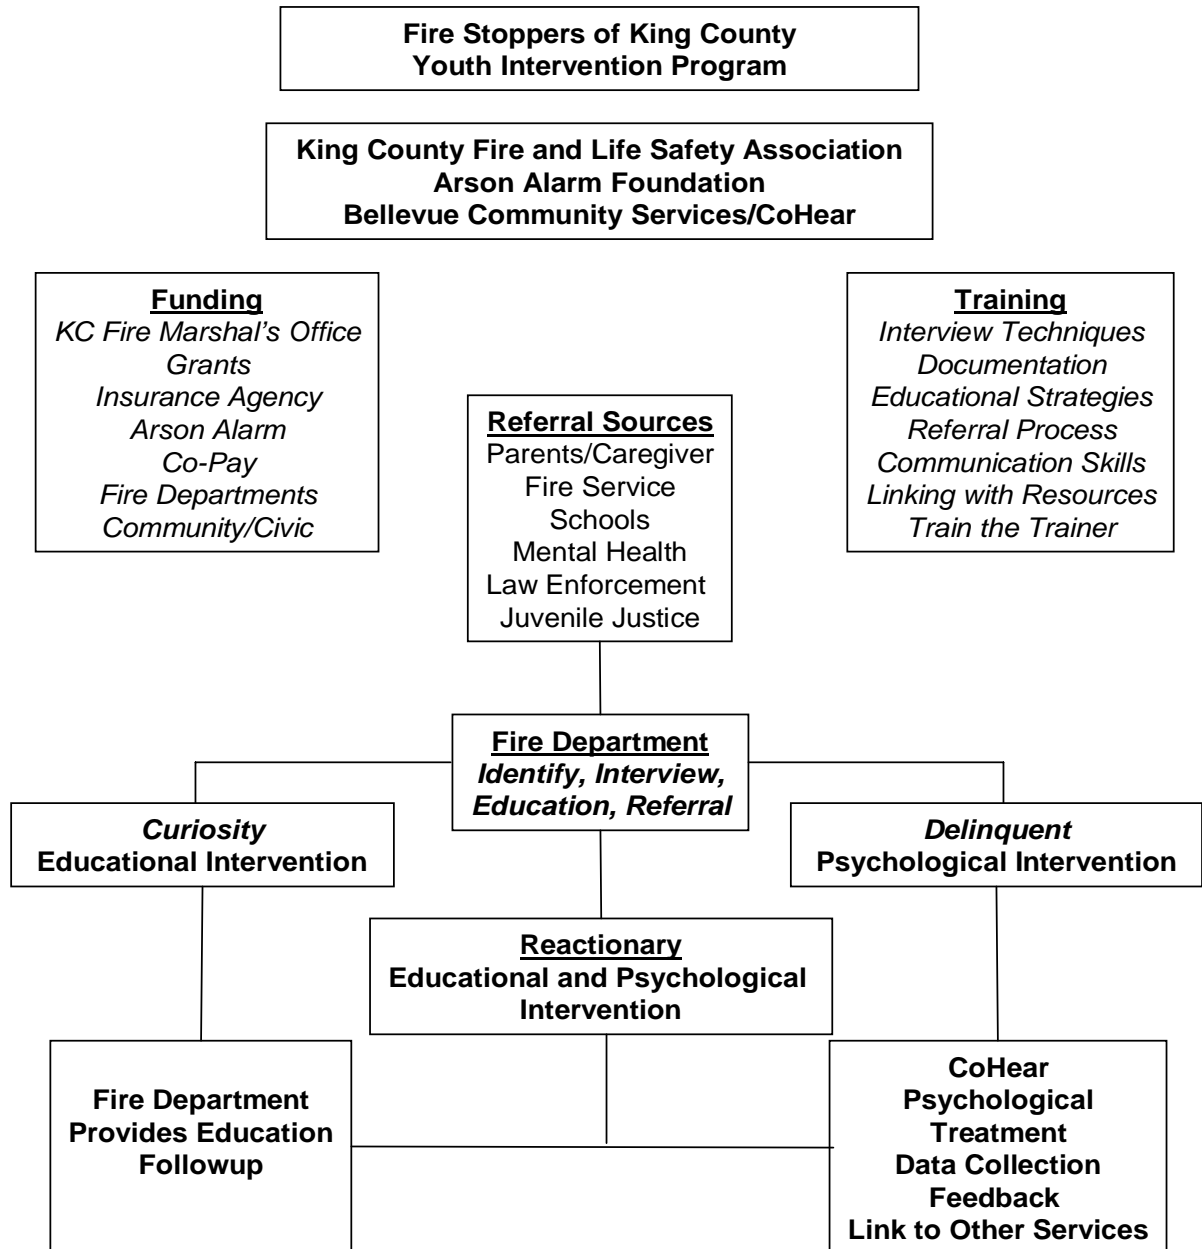 Fire Stoppers of King County
Youth Intervention Program
King County Fire and Life Safety Association
Arson Alarm Foundation
Bellevue Community Services/CoHear
Funding
KC Fire Marshal’s Office
Grants
Insurance Agency
Arson Alarm
Co-Pay
Fire Departments
Community/Civic
Referral Sources
Parents/Caregiver
Fire Service
Schools
Mental Health
Law Enforcement
Juvenile Justice
Training
Interview Techniques
Documentation
Educational Strategies
Referral Process
Communication Skills
Linking with Resources
Train the Trainer
Fire Department
Identify, Interview,
Education, Referral
Curiosity
Educational Intervention
Delinquent
Psychological Intervention
Reactionary
Educational and Psychological
Intervention
Fire Department
Provides Education
Followup
CoHear
Psychological
Treatment
Data Collection
Feedback
Link to Other Services